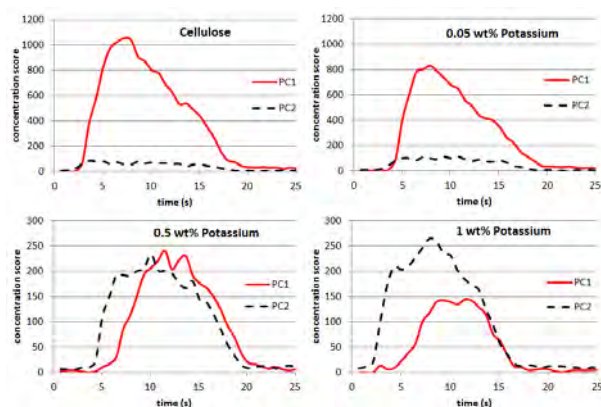 Cellulose
concentration score
1200
1000
800
600
400
200
0
PC1
PC2
0 5 10 15 20 25
time (s)
0.05 wt% Potassium
concentration score
1000
800
600
400
200
0
PC1
PC2
0 5 10 15 20 25
time (s)
0.5 wt% Potassium
concentration score
300
250
200
150
100
50
0
PC1
PC2
0 5 10 15 20 25
time (s)
1 wt% Potassium
concentration score
300
250
200
150
100
50
0
PC1
PC2
0 5 10 15 20 25
time (s)